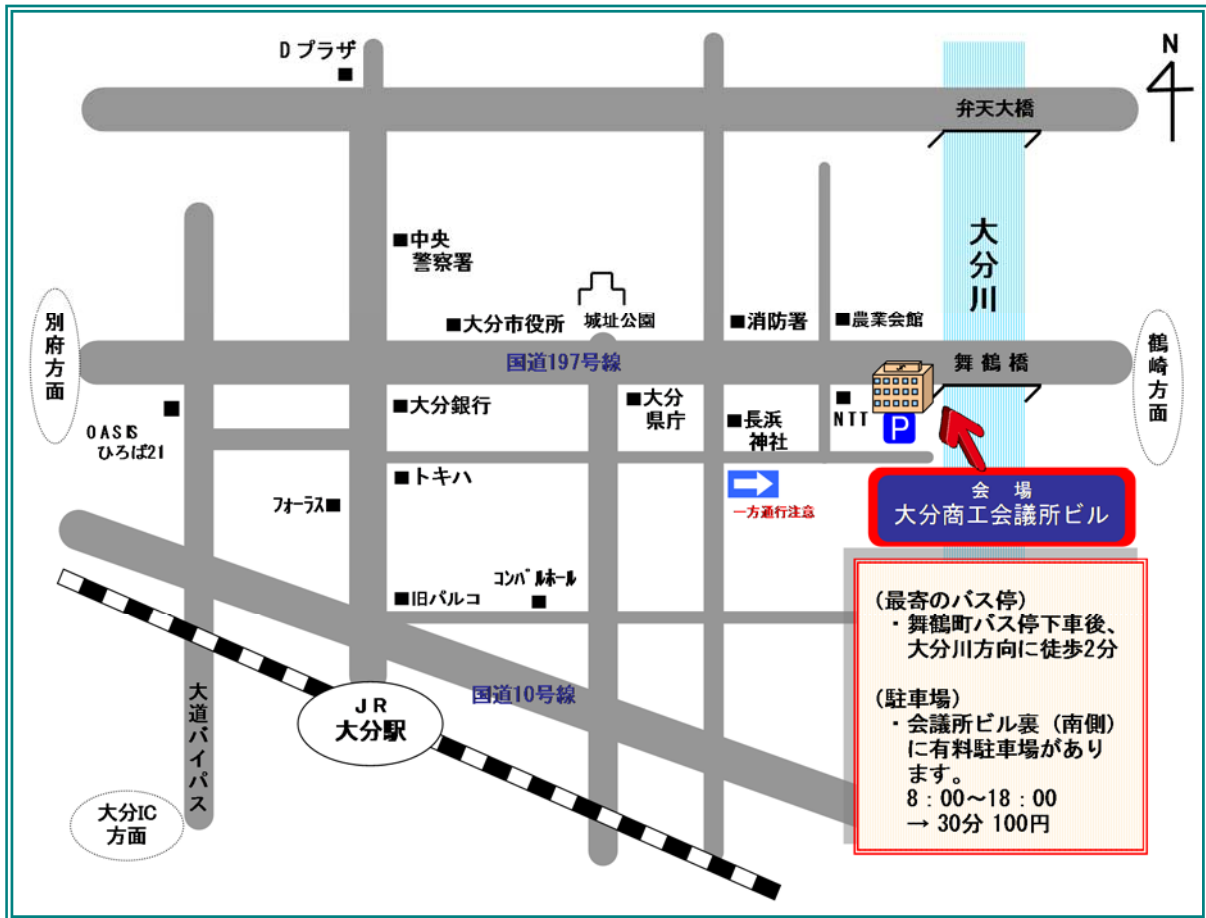 N
D プラザ
弁天大橋
大分川
■中央
警察署
■大分市役所
城址公園
■消防署
■農業会館
別府方面
国道197号線
舞鶴橋
鶴崎方面
OASIS
ひろば21
■大分銀行
■大分
県庁
■長浜
神社
NTT
P
■トキハ
フォーラス■
一方通行注意
会 場
大分商工会議所ビル
コンパルホール
■旧パルコ
(最寄のバス停)
・舞鶴町バス停下車後、
大分川方向に徒歩2分
(駐車場)
・会議所ビル裏（南側）
に有料駐車場があり
ます。
8：00～18：00
→ 30分 100円
国道10号線
JR
大分駅
大道バイパス
大分IC
方面